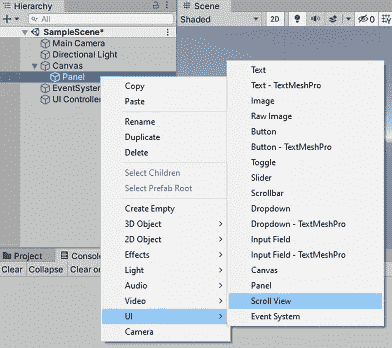 Hierarchy
Scene
All
Shaded
2D
0
SampleScene*
Main Camera
Directional Light
Canvas
Panel
EventSystem
UI Controller
Copy
Paste
Rename
Duplicate
Delete
Select Children
Select Prefab Root
Create Empty
3D Object
2D Object
Effects
Light
Audio
Video
UI
Camera
Text
Text - TextMeshPro
Image
Raw Image
Button
Button - TextMeshPro
Toggle
Slider
Scrollbar
Dropdown
Dropdown - TextMeshPro
Input Field
Input Field - TextMeshPro
Canvas
Panel
Scroll View
Event System
Project
Console
Clear
Collapse
Clear